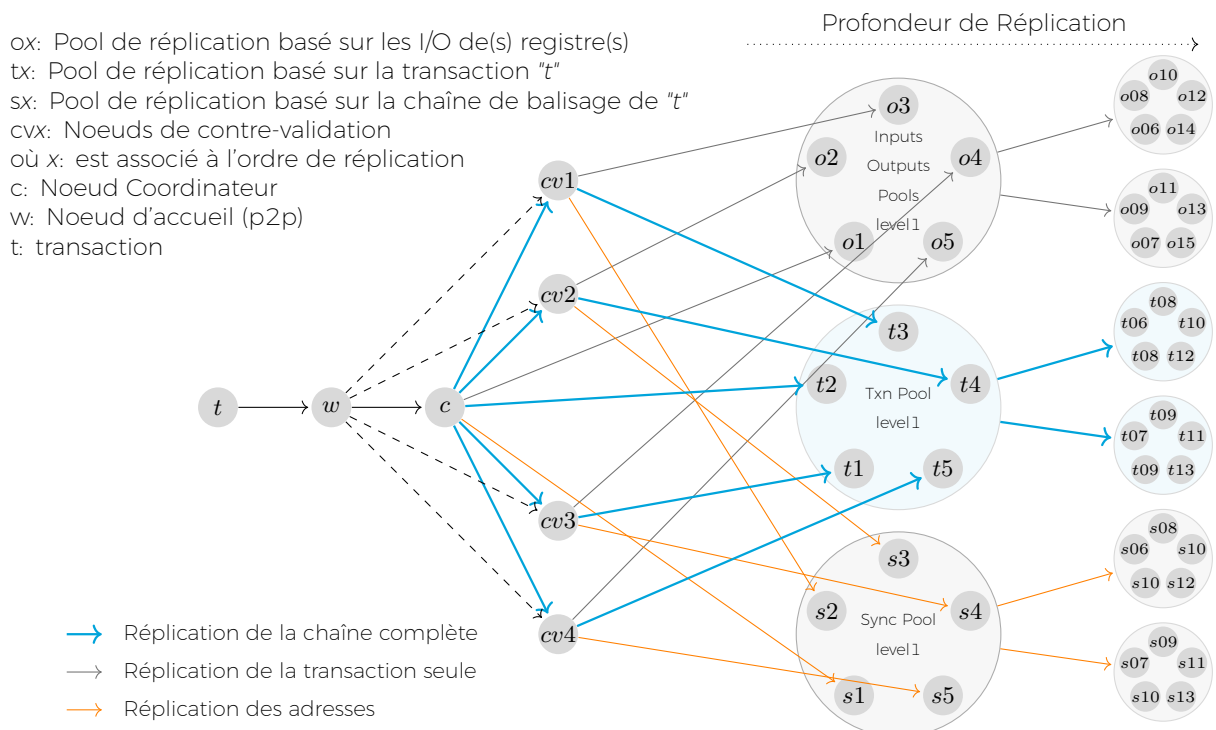 Profondeur de Réplication
ox: Pool de réplication basé sur les I/O de(s) registre(s)
tx: Pool de réplication basé sur la transaction "t"
sx: Pool de réplication basé sur la chaîne de balisage de "t"
cvx: Noeuds de contre-validation
où x: est associé à l'ordre de réplication
c: Noeud Coordinateur
w: Noeud d'accueil (p2p)
t: transaction
t
w
c
cv1
cv2
cv3
cv4
o3
o2
o4
o1
o5
Inputs
Outputs
Pools
level1
t3
t2
t4
t1
t5
Txn Pool
level1
s3
s2
s4
s1
s5
Sync Pool
level1
o10
o08 o12
o06 o14
o11
o09 o13
o07 o15
t08
t06 t10
t08 t12
t09
t07 t11
t09 t13
s08
s06 s10
s10 s12
s09
s07 s11
s10 s13
Réplication de la chaîne complète
Réplication de la transaction seule
Réplication des adresses